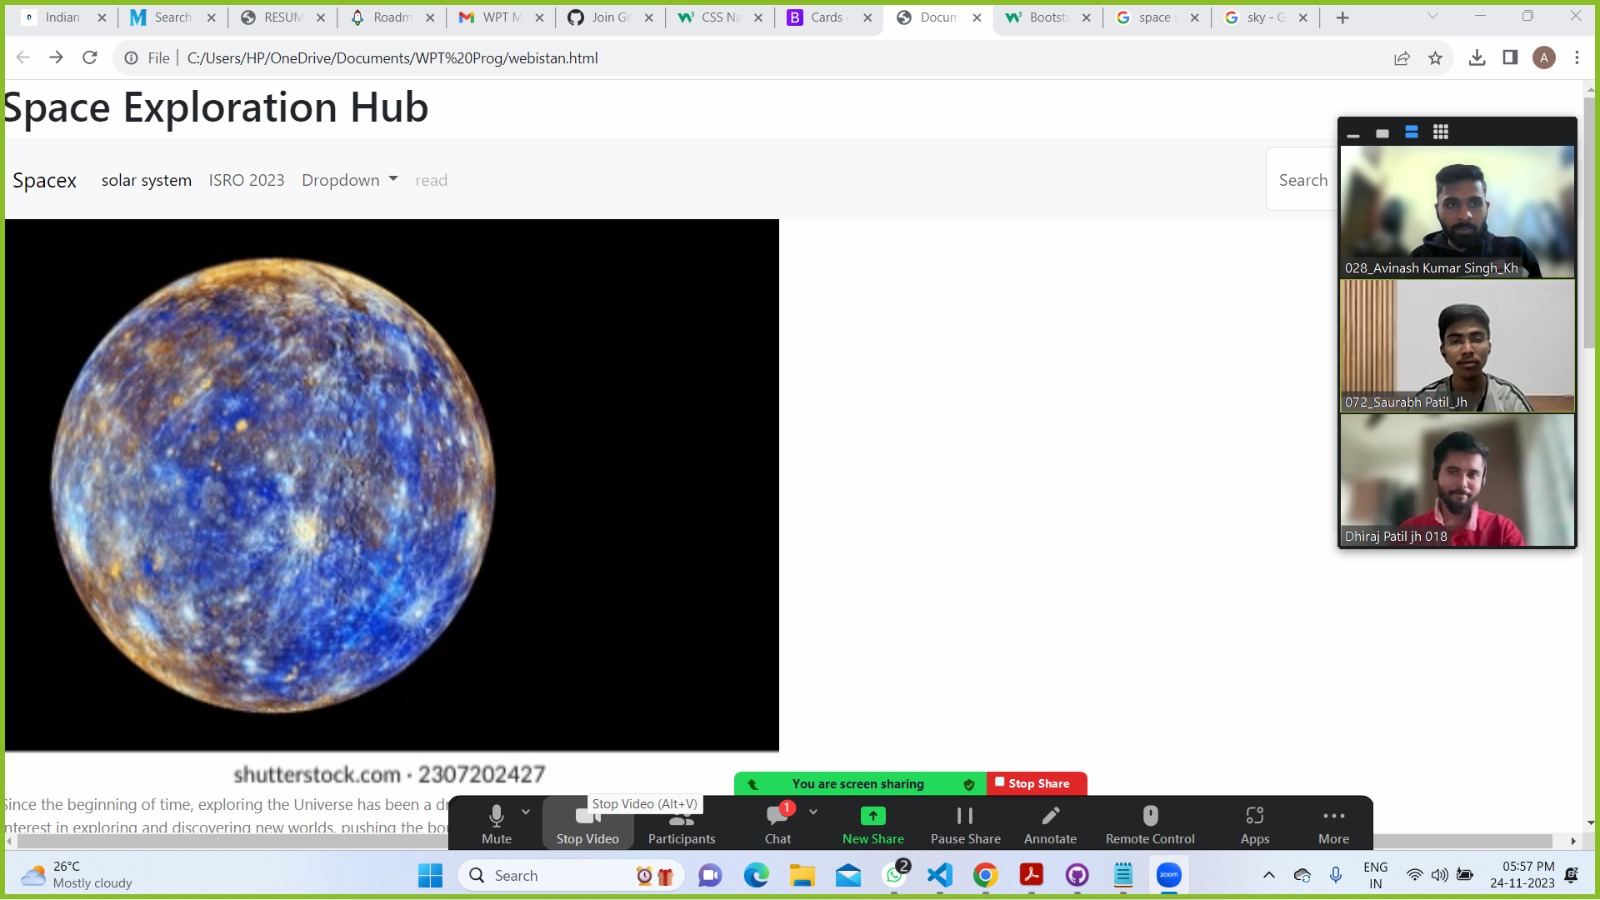 Indian
Search
RESUM
Roadm
WPT M
Join Gi
CSS Na
Cards
Docum
Bootst
space
sky - G
File
C:/Users/HP/OneDrive/Documents/WPT%20Prog/webistan.html
A
Space Exploration Hub
Spacex
solar system
ISRO 2023
Dropdown
read
Search
028_Avinash Kumar Singh_Kh
072_Saurabh Patil_Jh
Dhiraj Patil jh 018
shutterstock.com · 2307202427
Since the beginning of time, exploring the Universe has been a
interest in exploring and discovering new worlds, pushing the
You are screen sharing
Stop Share
Stop Video (Alt+V)
1
Mute
Stop Video
Participants
Chat
New Share
Pause Share
Annotate
Remote Control
Apps
More
26°C
Mostly cloudy
Search
2
zoom
ENG
IN
05:57 PM
24-11-2023